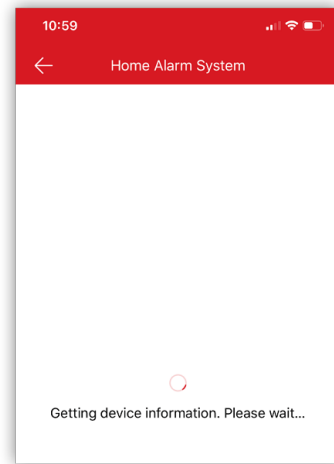 10:59
Home Alarm System
Getting device information. Please wait...